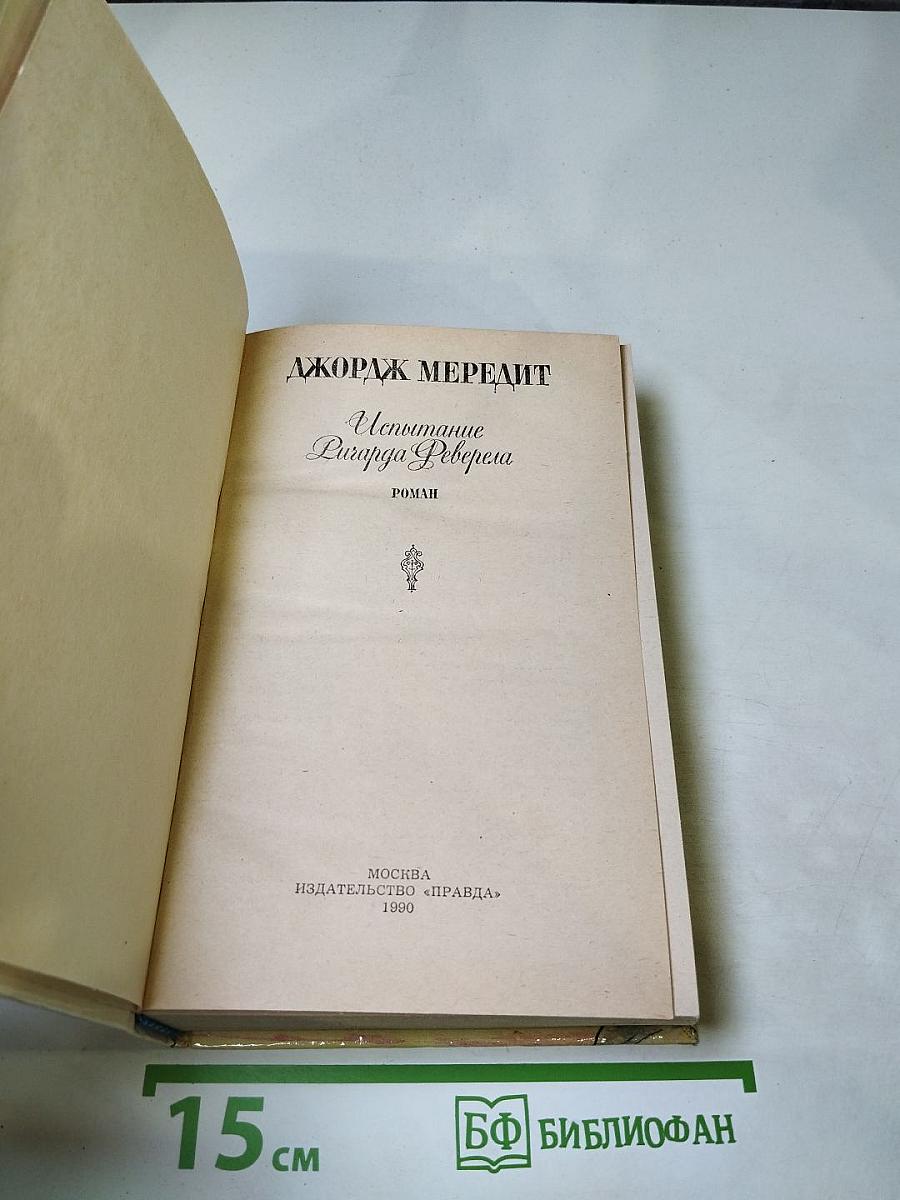 ДЖОРДЖ МЕРЕДИТ
Испытание
Ричарда Феверела
РОМАН
МОСКВА
ИЗДАТЕЛЬСТВО «ПРАВДА»
1990
15 см
БФ БИБЛИОФАН